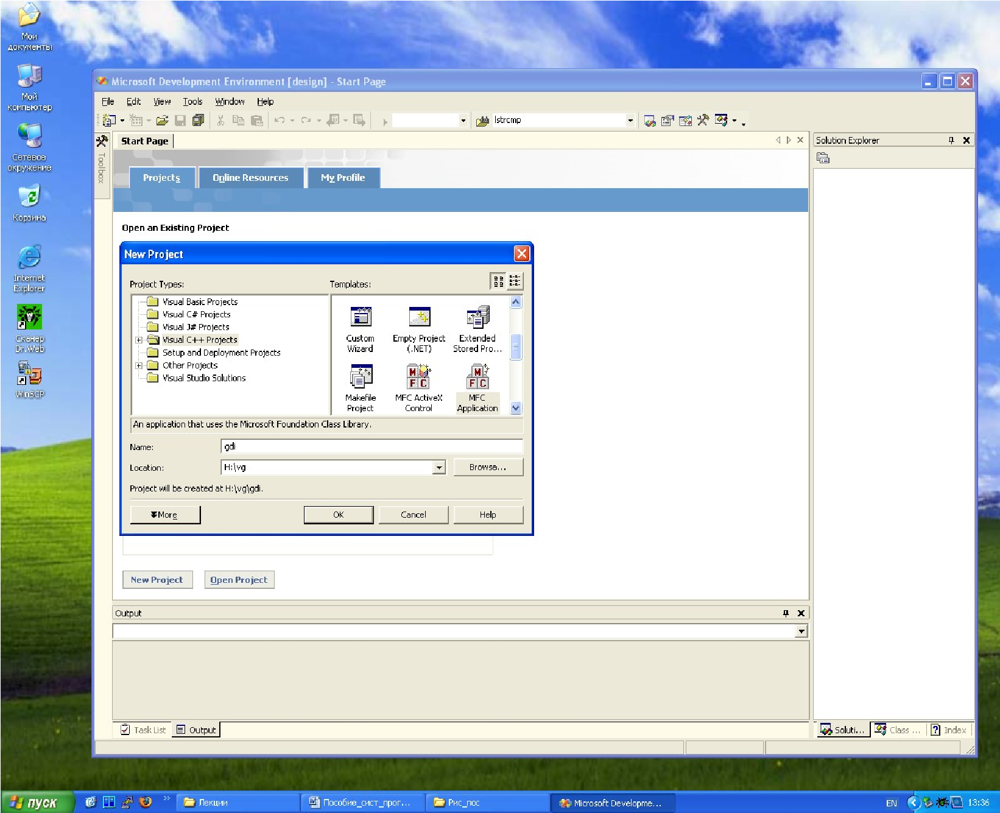 Мои
документы
Мой
компьютер
Сетевое
окружение
Корзина
Internet
Explorer
Сканер
Dr.Web
WinSCP
Microsoft Development Environment [design] - Start Page
File Edit View Tools Window Help
lstrcmp
Toolbox
Start Page
Projects Online Resources My Profile
Open an Existing Project
New Project
Project Types: Templates:
Visual Basic Projects
Visual C# Projects
Visual J# Projects
Visual C++ Projects
Setup and Deployment Projects
Other Projects
Visual Studio Solutions
Custom
Wizard
Empty Project
(.NET)
Extended
Stored Pro...
Makefile
Project
MFC ActiveX
Control
MFC
Application
An application that uses the Microsoft Foundation Class Library.
Name: gdi
Location: H:\vg Browse...
Project will be created at H:\vg\gdi.
More OK Cancel Help
New Project Open Project
Output
Task List Output
Solution Explorer
Soluti... Class ... Index
пуск Лекции Пособие_сист_прог... Рис_пос Microsoft Developme... EN 13:36